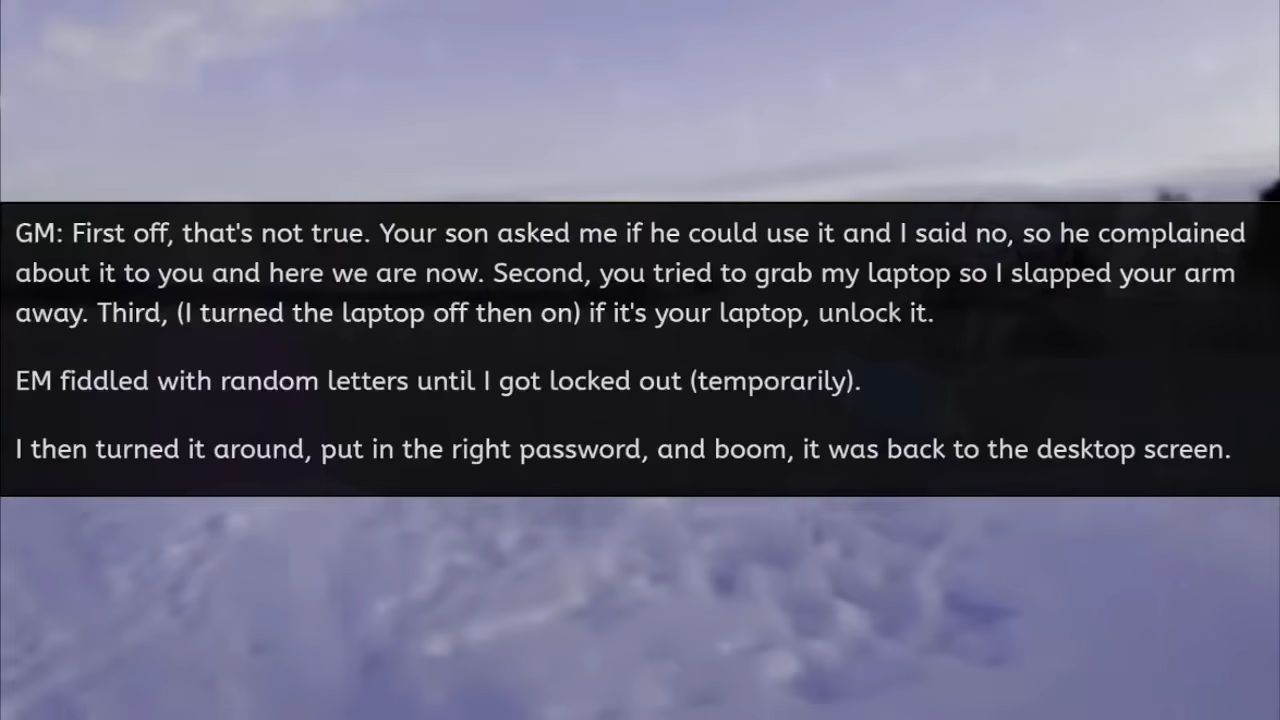 GM: First off, that's not true. Your son asked me if he could use it and I said no, so he complained
about it to you and here we are now. Second, you tried to grab my laptop so I slapped your arm
away. Third, (I turned the laptop off then on) if it's your laptop, unlock it.
EM fiddled with random letters until I got locked out (temporarily).
I then turned it around, put in the right password, and boom, it was back to the desktop screen.